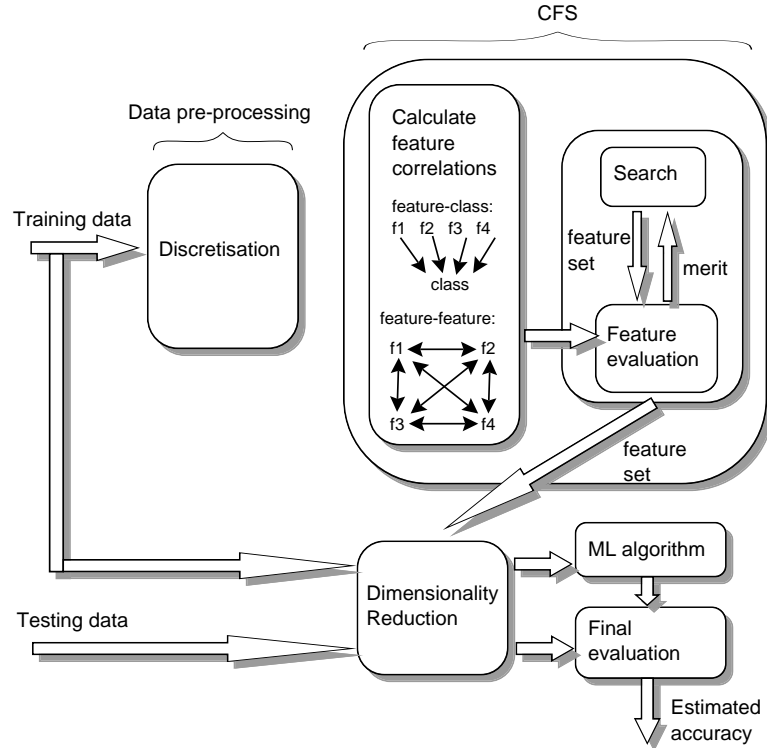 CFS
Data pre-processing
Calculate
feature
correlations
feature-class:
f1 f2 f3 f4
class
feature-feature:
f1 f2
f3 f4
Search
feature
set
merit
Feature
evaluation
Training data
Discretisation
feature
set
ML algorithm
Dimensionality
Reduction
Testing data
Final
evaluation
Estimated
accuracy